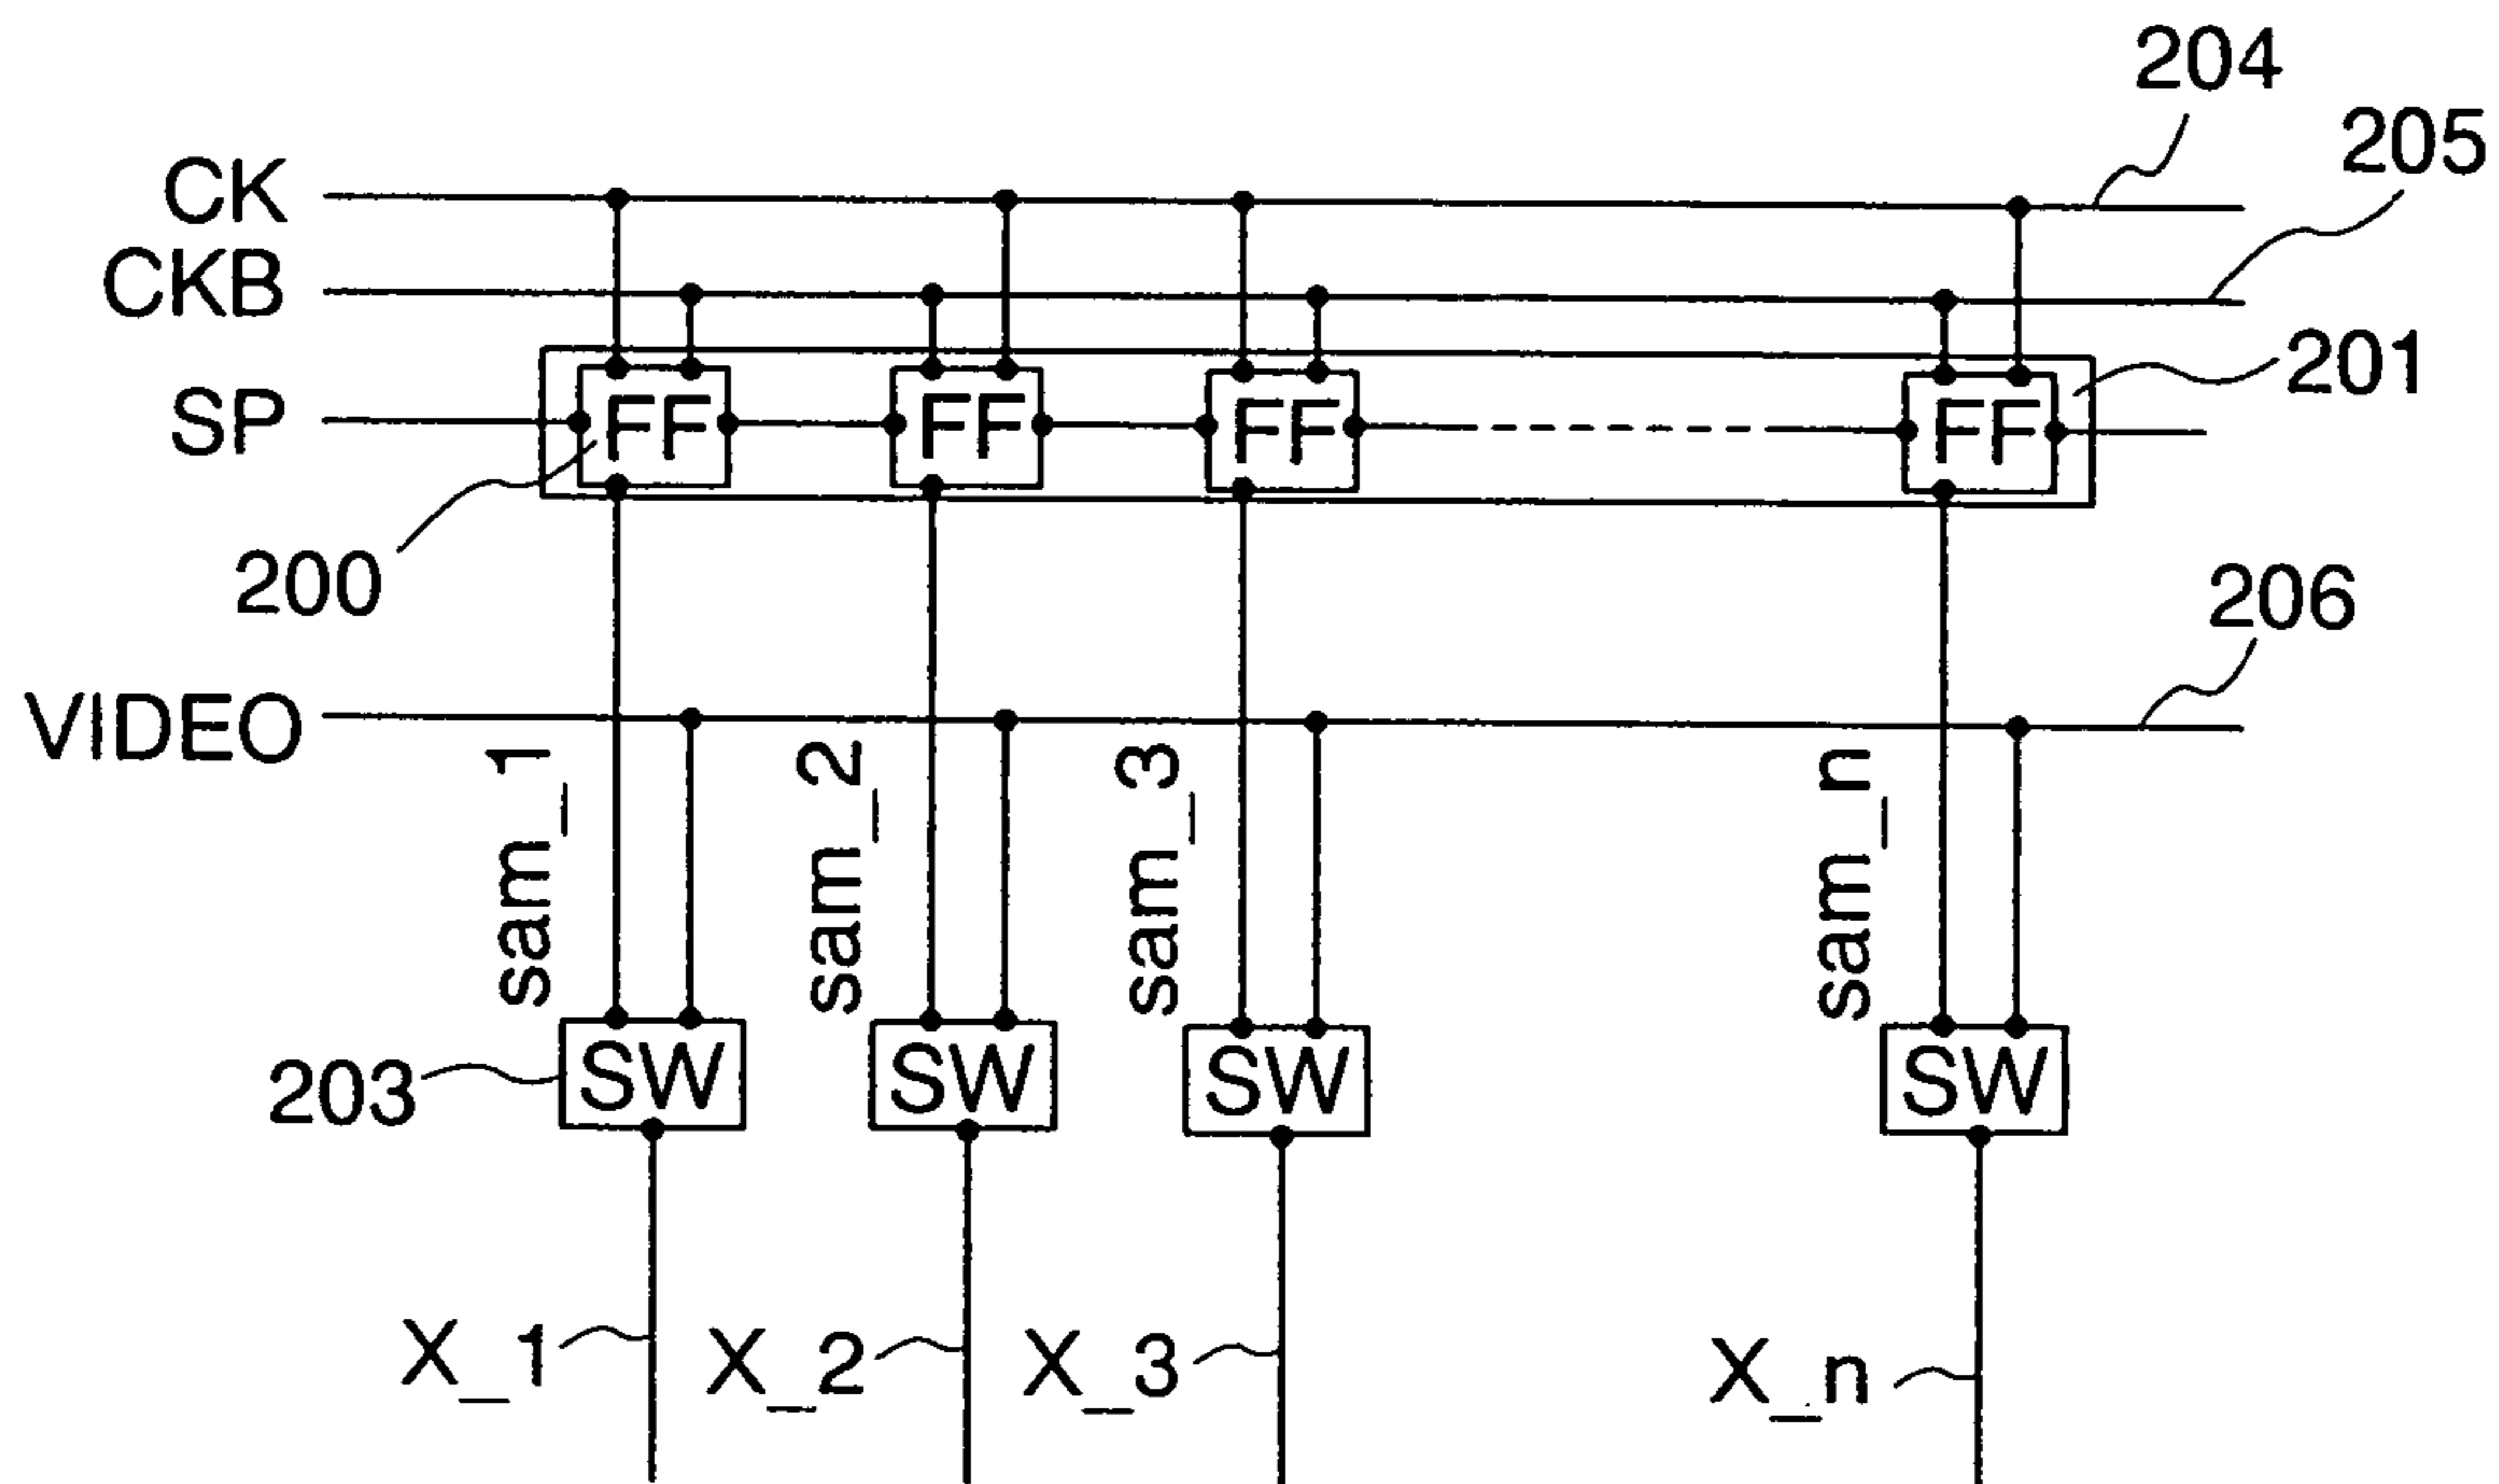 204
205
CK
CKB
SP
FF FF FF FF
201
200
206
VIDEO
sam_1 sam_2 sam_3 sam_n
203
SW SW SW SW
X_1 X_2 X_3 X_n